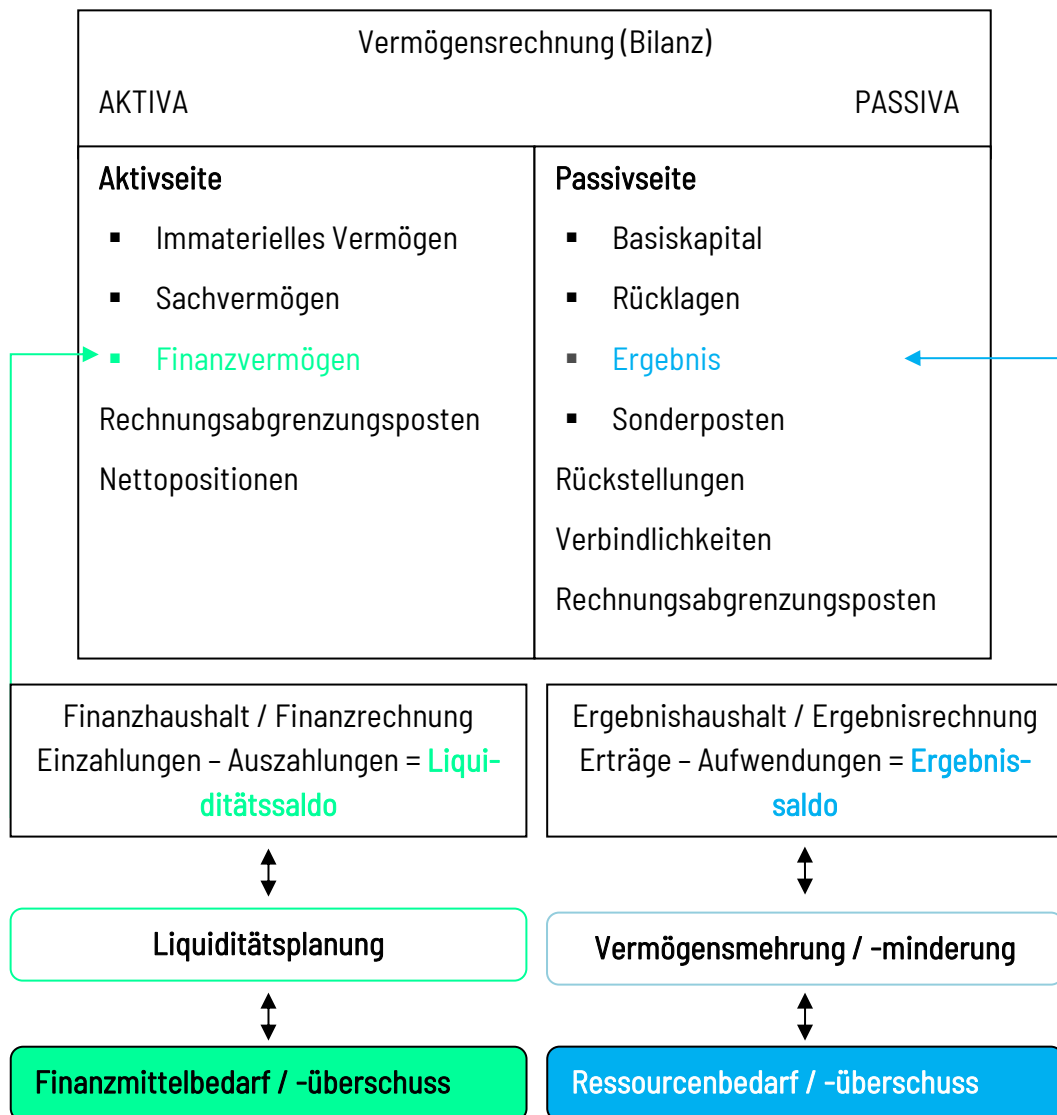 Vermögensrechnung (Bilanz)
AKTIVA
PASSIVA
Aktivseite
▪ Immaterielles Vermögen
▪ Sachvermögen
▪ Finanzvermögen
Rechnungsabgrenzungsposten
Nettopositionen
Passivseite
▪ Basiskapital
▪ Rücklagen
▪ Ergebnis
▪ Sonderposten
Rückstellungen
Verbindlichkeiten
Rechnungsabgrenzungsposten
Finanzhaushalt / Finanzrechnung
Einzahlungen – Auszahlungen = Liqui-
ditätssaldo
Ergebnishaushalt / Ergebnisrechnung
Erträge – Aufwendungen = Ergebnis-
saldo
Liquiditätsplanung
Vermögensmehrung / -minderung
Finanzmittelbedarf / -überschuss
Ressourcenbedarf / -überschuss